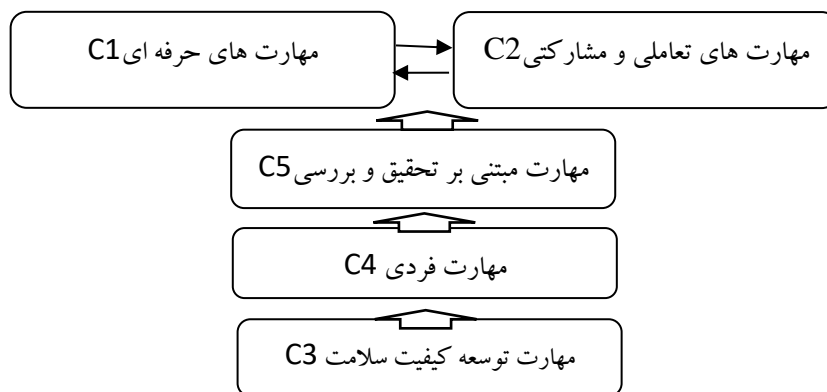 مهارت های تعاملی و مشارکتیC2
مهارت های حرفه ایC1
مهارت مبتنی بر تحقیق و بررسیC5
مهارت فردی C4
مهارت توسعه کیفیت سلامت C3